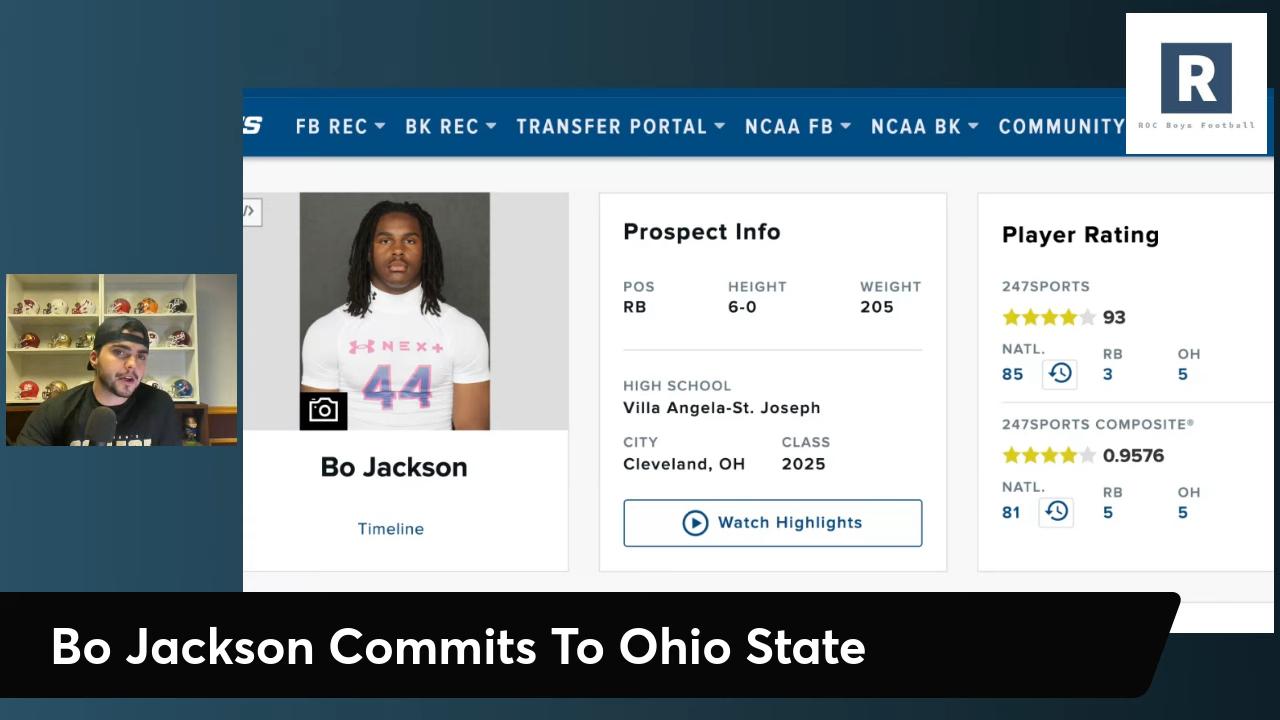 R
ROC Boys Football
S
FB REC BK REC TRANSFER PORTAL NCAA FB NCAA BK COMMUNITY
NEX+
44
Bo Jackson
Timeline
Prospect Info
POS HEIGHT WEIGHT
RB 6-0 205
HIGH SCHOOL
Villa Angela-St. Joseph
CITY CLASS
Cleveland, OH 2025
Watch Highlights
Player Rating
247SPORTS
93
NATL. RB OH
85 3 5
247SPORTS COMPOSITE®
0.9576
NATL. RB OH
81 5 5
Bo Jackson Commits To Ohio State